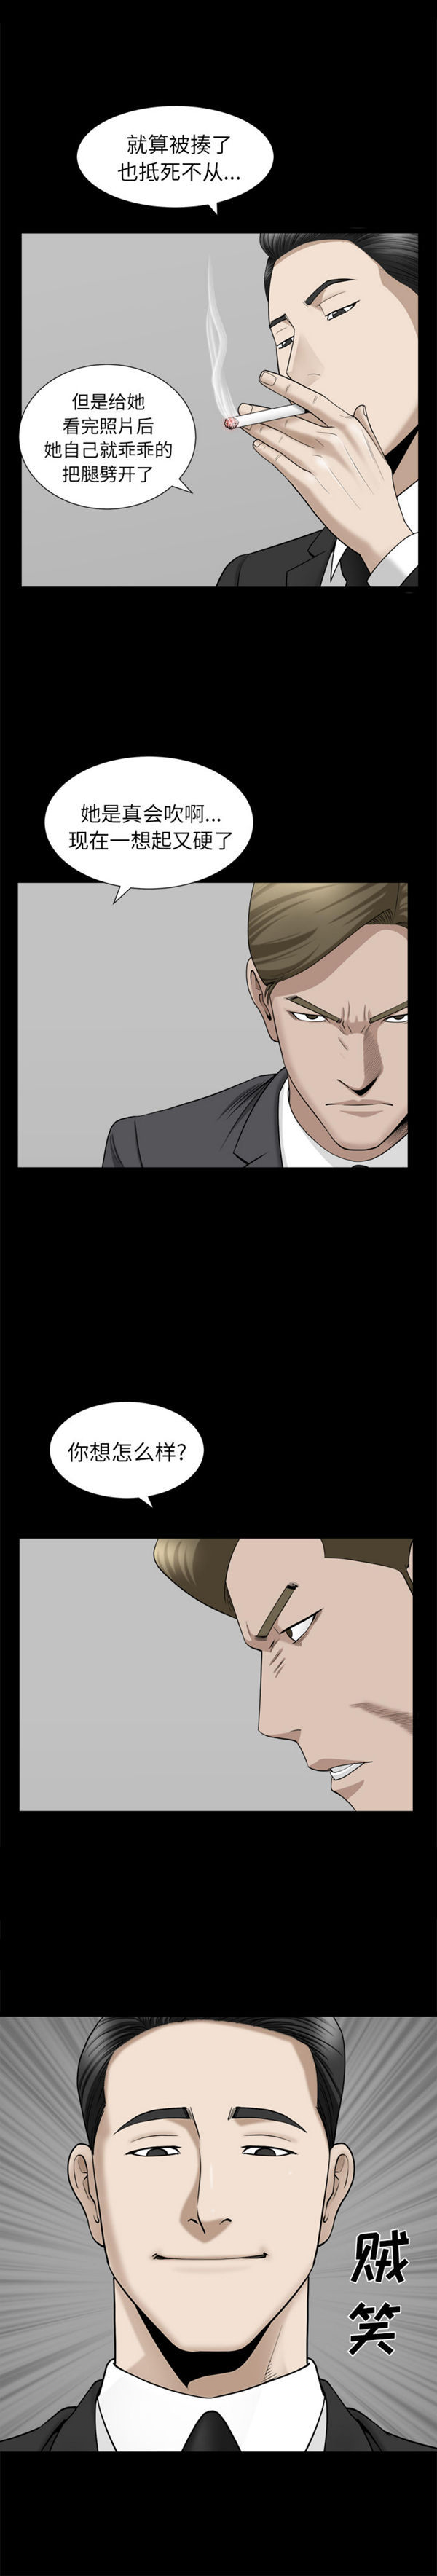 就算被揍了
也抵死不从...
但是给她
看完照片后
她自己就乖乖的
把腿劈开了
她是真会吹啊...
现在一想起又硬了
你想怎么样?
贼
笑